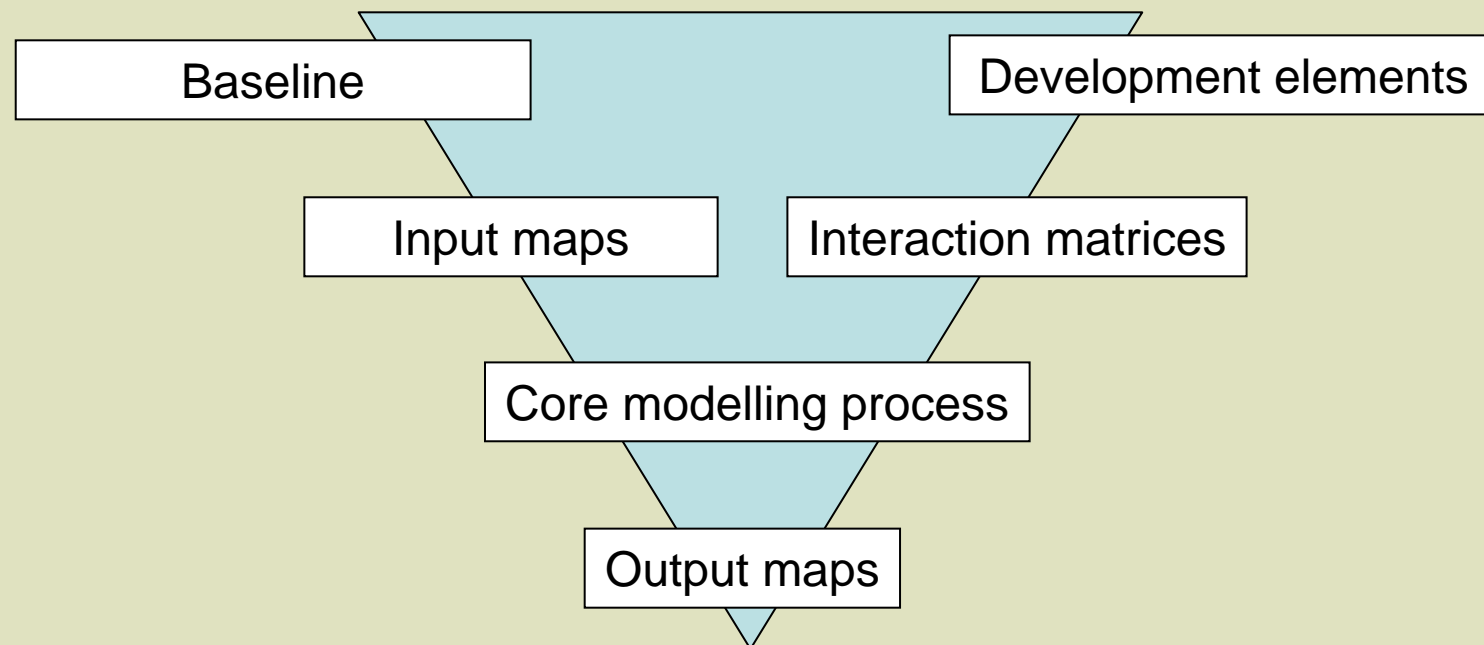 Baseline
Development elements
Input maps
Interaction matrices
Core modelling process
Output maps